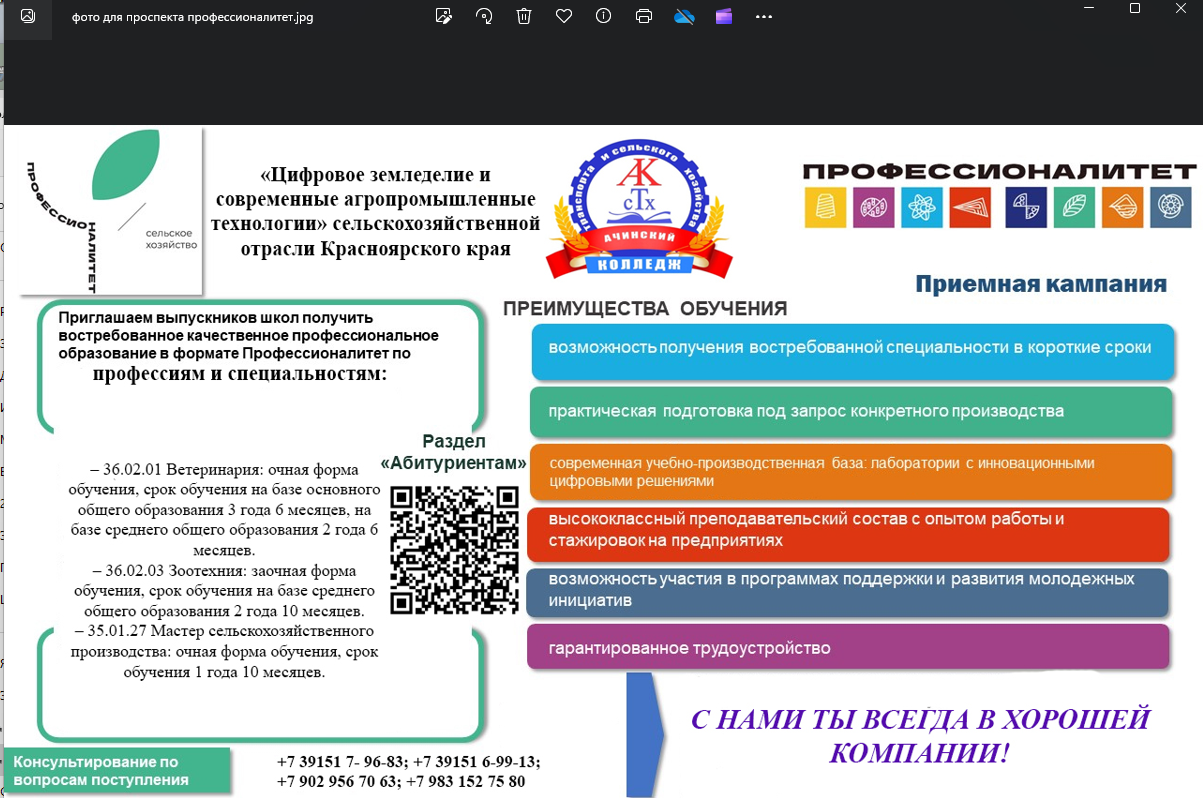 фото для проспекта профессионалитет.jpg
ПРОФЕССИО
НАЛИТЕТ
сельское
хозяйство
«Цифровое земледелие и
современные агропромышленные
технологии» сельскохозяйственной
отрасли Красноярского края
транспорта и сельского хозяйства
АК
сТх
АЧИНСКИЙ
КОЛЛЕДЖ
ПРОФЕССИОНАЛИТЕТ
Приемная кампания
Приглашаем выпускников школ получить
востребованное качественное профессиональное
образование в формате Профессионалитет по
профессиям и специальностям:
– 36.02.01 Ветеринария: очная форма
обучения, срок обучения на базе основного
общего образования 3 года 6 месяцев, на
базе среднего общего образования 2 года 6
месяцев.
– 36.02.03 Зоотехния: заочная форма
обучения, срок обучения на базе среднего
общего образования 2 года 10 месяцев.
– 35.01.27 Мастер сельскохозяйственного
производства: очная форма обучения, срок
обучения 1 года 10 месяцев.
Раздел
«Абитуриентам»
ПРЕИМУЩЕСТВА ОБУЧЕНИЯ
возможность получения востребованной специальности в короткие сроки
практическая подготовка под запрос конкретного производства
современная учебно-производственная база: лаборатории с инновационными
цифровыми решениями
высококлассный преподавательский состав с опытом работы и
стажировок на предприятиях
возможность участия в программах поддержки и развития молодежных
инициатив
гарантированное трудоустройство
С НАМИ ТЫ ВСЕГДА В ХОРОШЕЙ
КОМПАНИИ!
Консультирование по
вопросам поступления
+7 39151 7- 96-83; +7 39151 6-99-13;
+7 902 956 70 63; +7 983 152 75 80